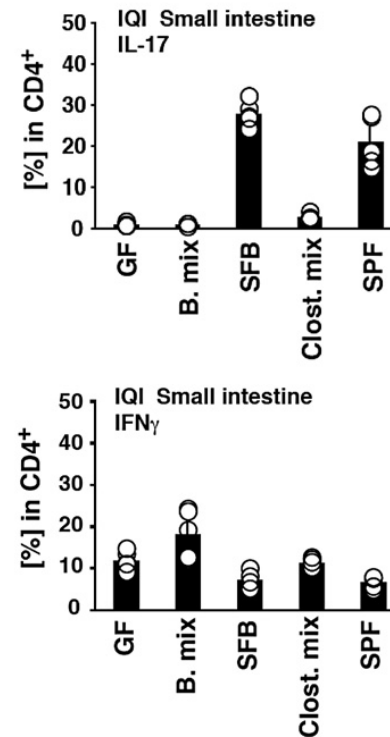 IQI Small intestine
IL-17
[%] in CD4+
50
40
30
20
10
0
GF
B. mix
SFB
Clost. mix
SPF
IQI Small intestine
IFNγ
[%] in CD4+
50
40
30
20
10
0
GF
B. mix
SFB
Clost. mix
SPF